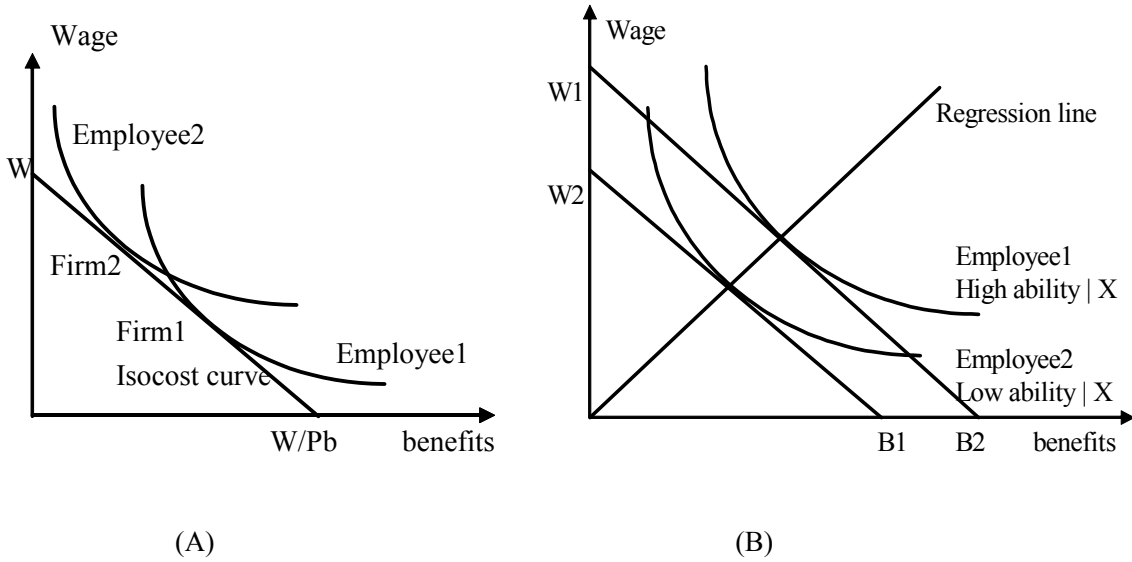 Wage
Employee2
W
Firm2
Firm1
Isocost curve
Employee1
W/Pb
benefits
(A)
Wage
W1
Regression line
W2
Employee1
High ability | X
Employee2
Low ability | X
B1
B2
benefits
(B)